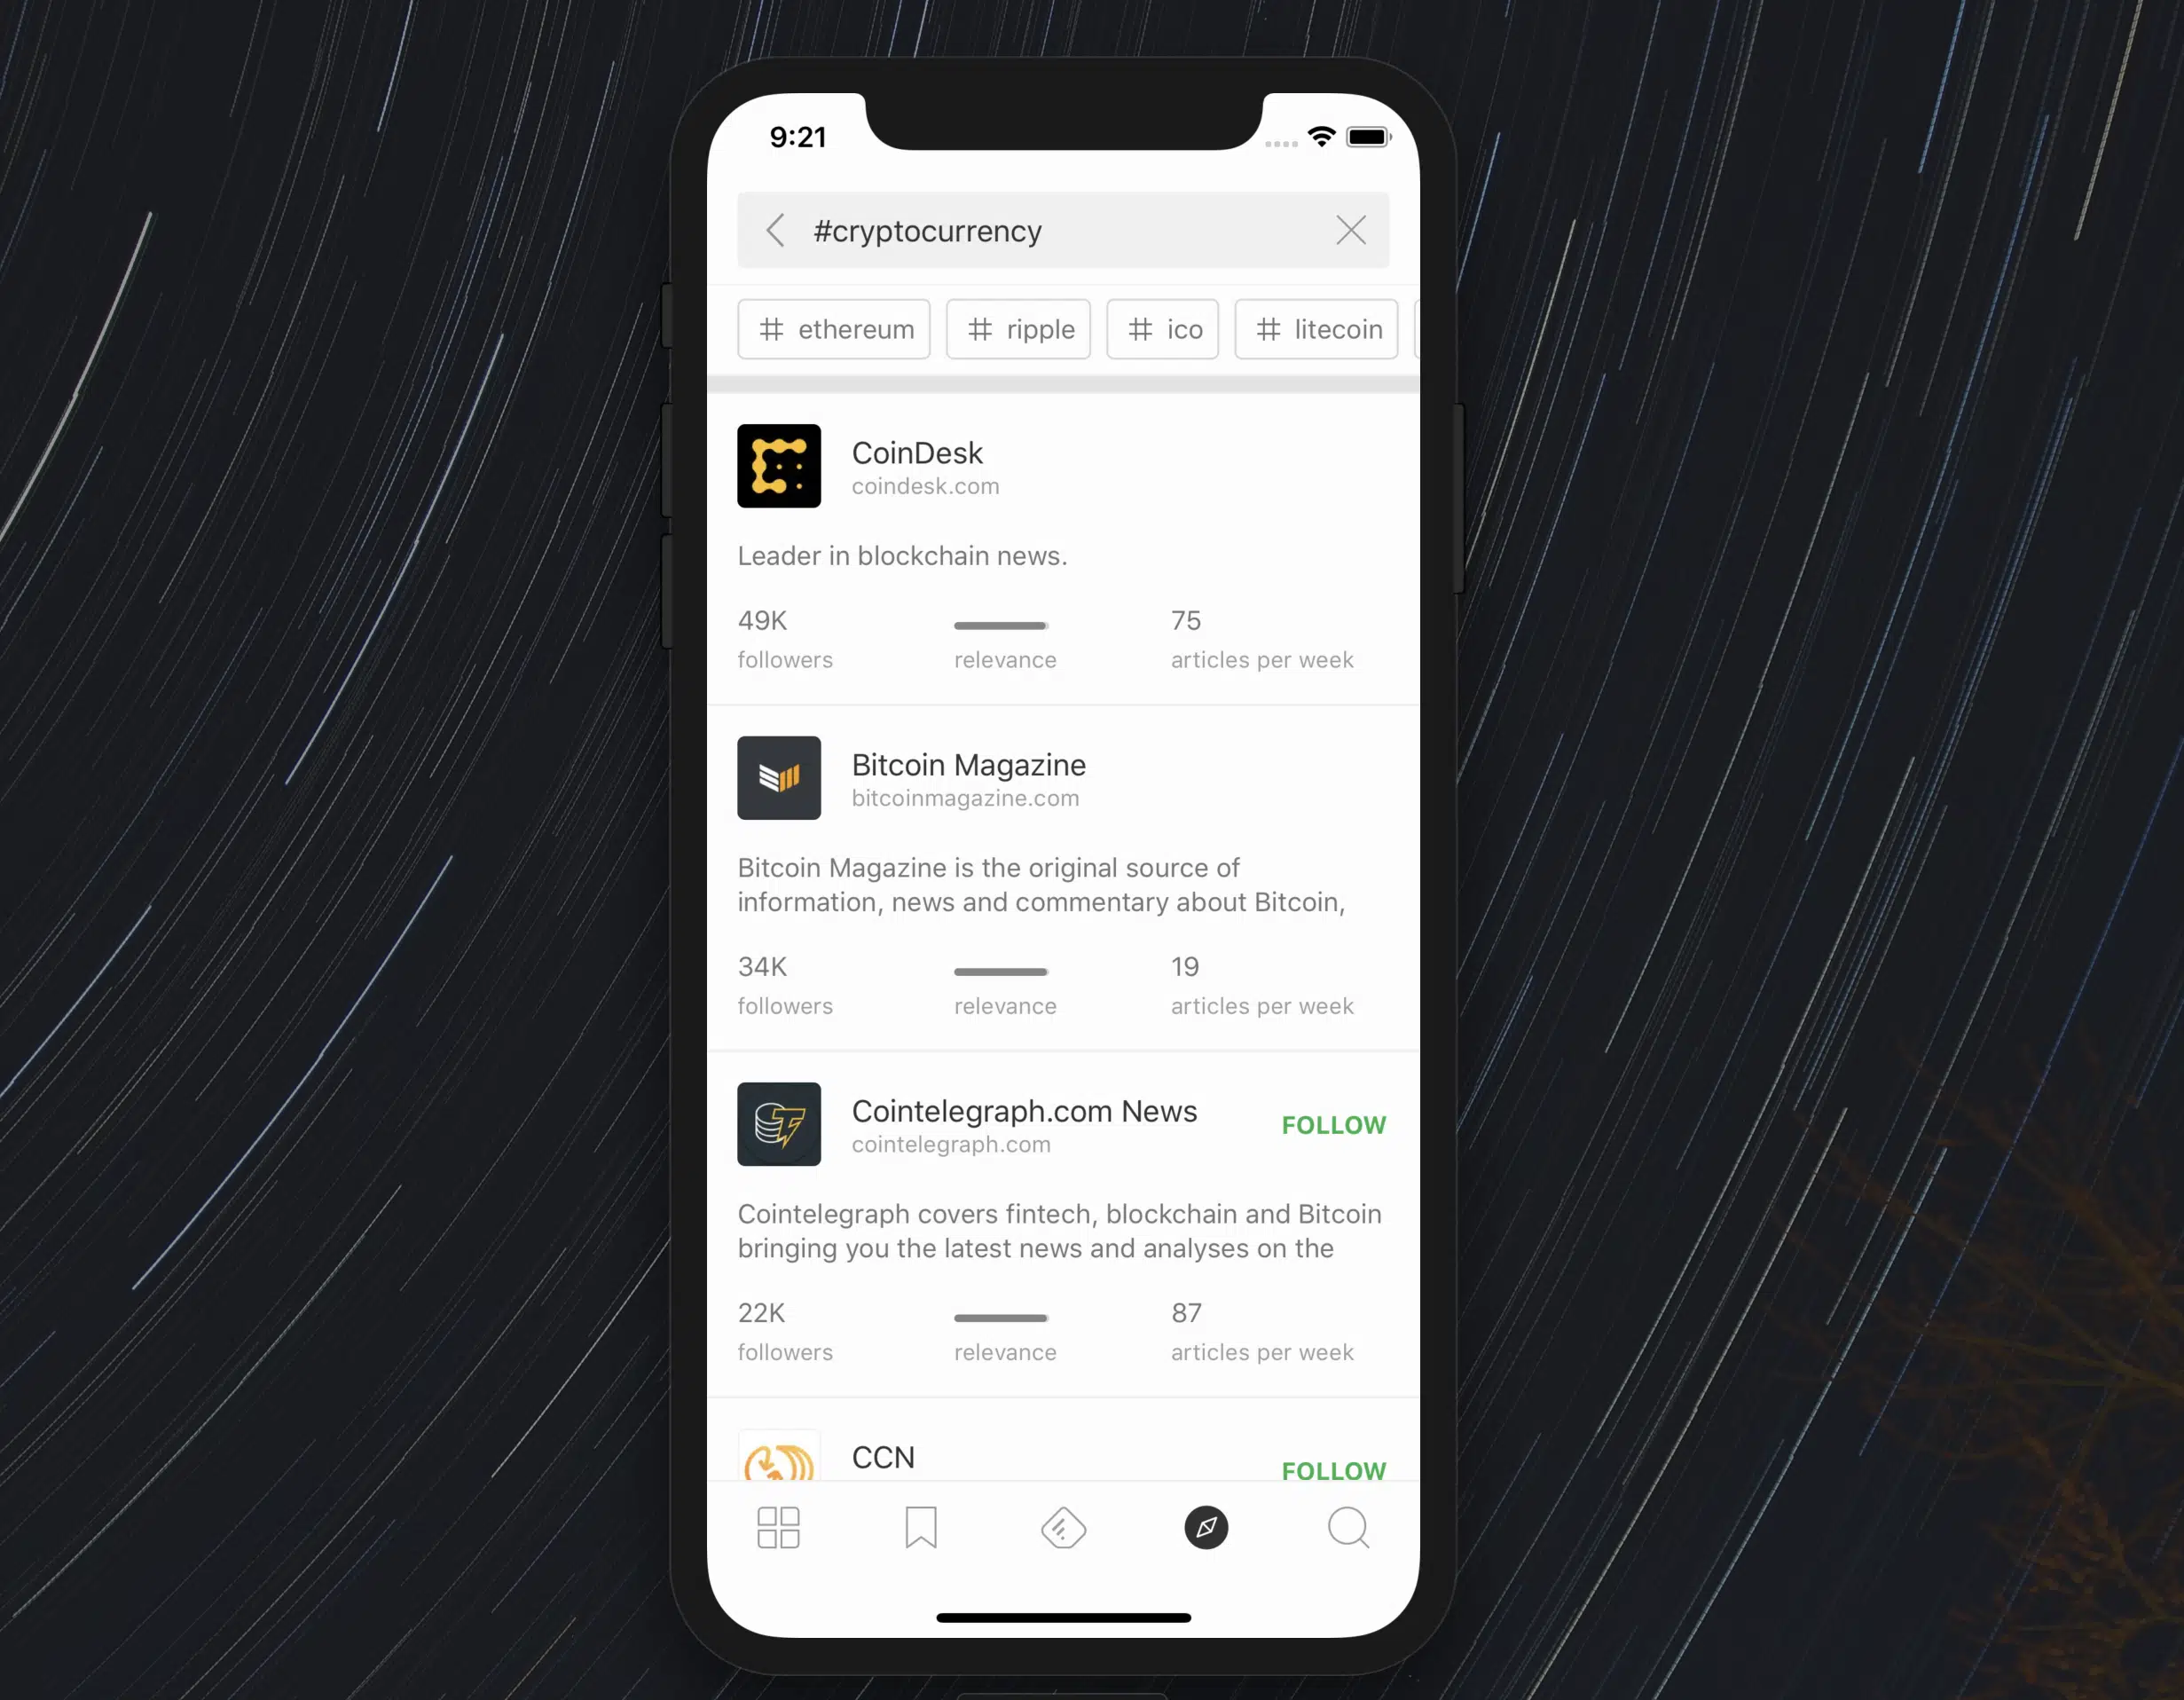 9:21
#cryptocurrency
# ethereum
# ripple
# ico
# litecoin
CoinDesk
coindesk.com
Leader in blockchain news.
49K
followers
relevance
75
articles per week
Bitcoin Magazine
bitcoinmagazine.com
Bitcoin Magazine is the original source of
information, news and commentary about Bitcoin,
34K
followers
relevance
19
articles per week
Cointelegraph.com News
FOLLOW
cointelegraph.com
Cointelegraph covers fintech, blockchain and Bitcoin
bringing you the latest news and analyses on the
22K
followers
relevance
87
articles per week
CCN
FOLLOW